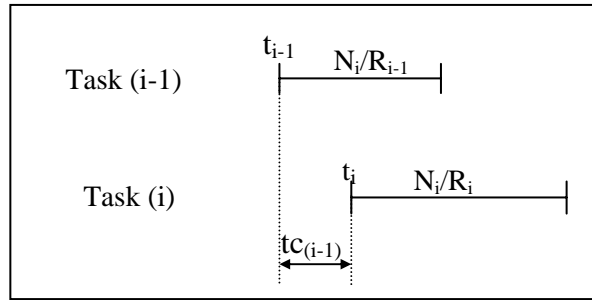 t_{i-1} N_i/R_{i-1}
Task (i-1)
t_i N_i/R_i
Task (i)
tc_{(i-1)}